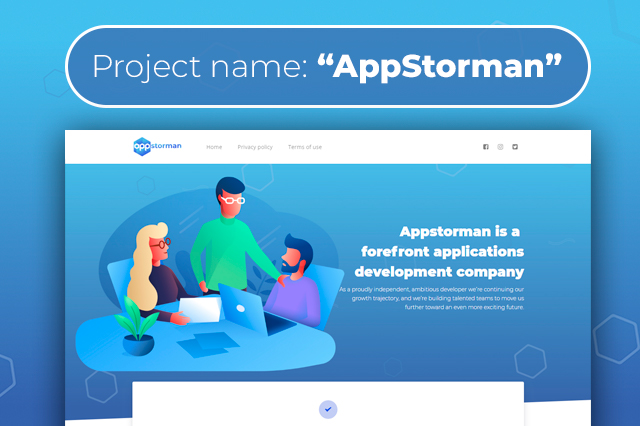 Project name: “AppStorman”
appstorman
Home
Privacy policy
Terms of use
Appstorman is a
forefront applications
development company
As a proudly independent, ambitious developer we're continuing our
growth trajectory, and we're building talented teams to move us
further toward an even more exciting future.